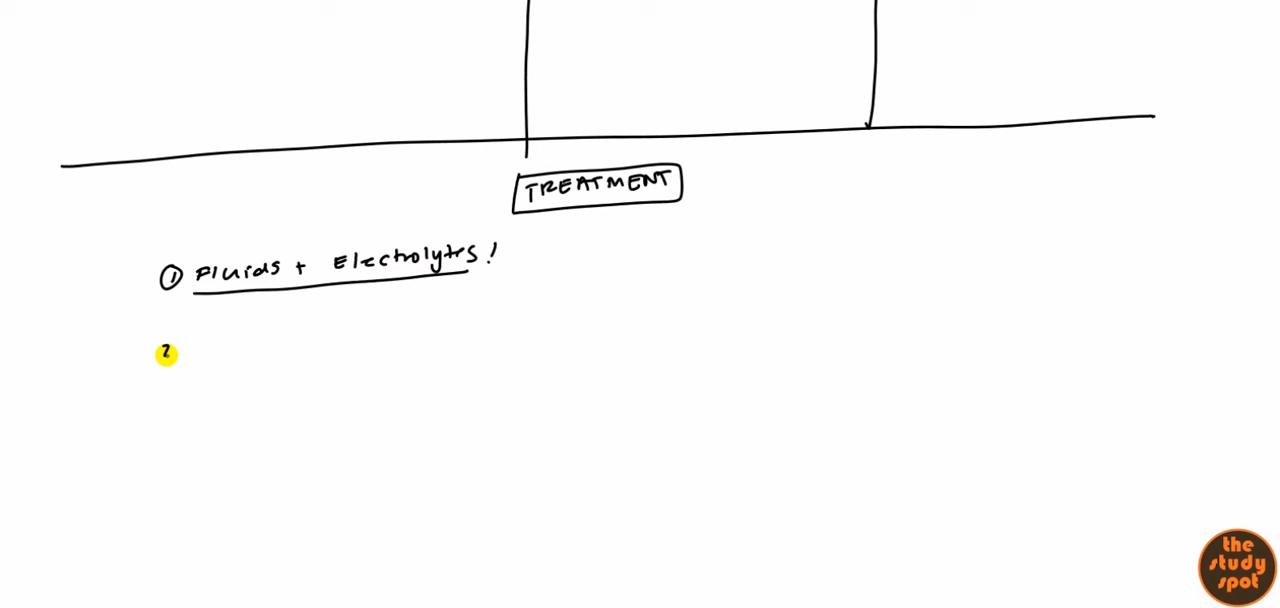 TREATMENT
① Fluids + Electrolytes!
2
the
study
spot